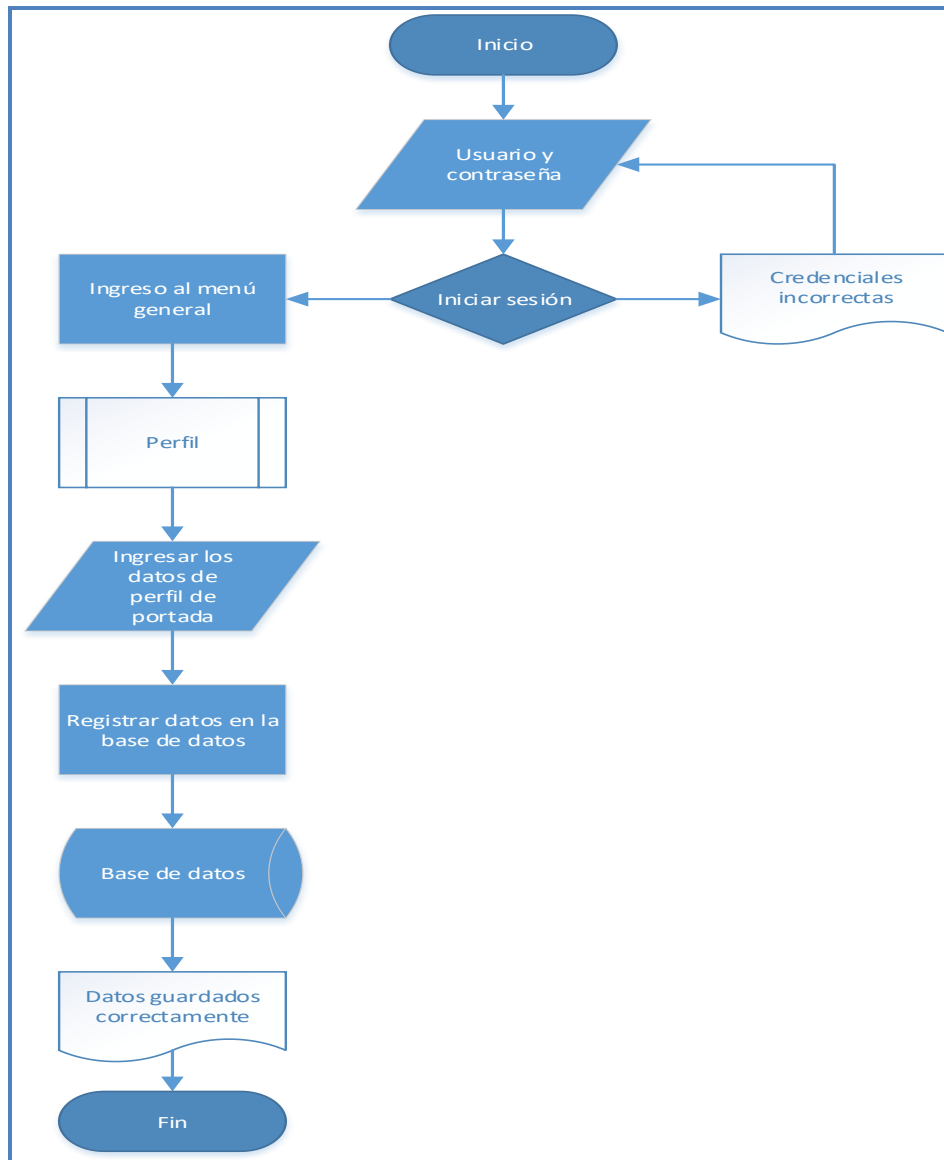 Inicio
Usuario y
contraseña
Iniciar sesión
Credenciales
incorrectas
Ingreso al menú
general
Perfil
Ingresar los
datos de
perfil de
portada
Registrar datos en la
base de datos
Base de datos
Datos guardados
correctamente
Fin